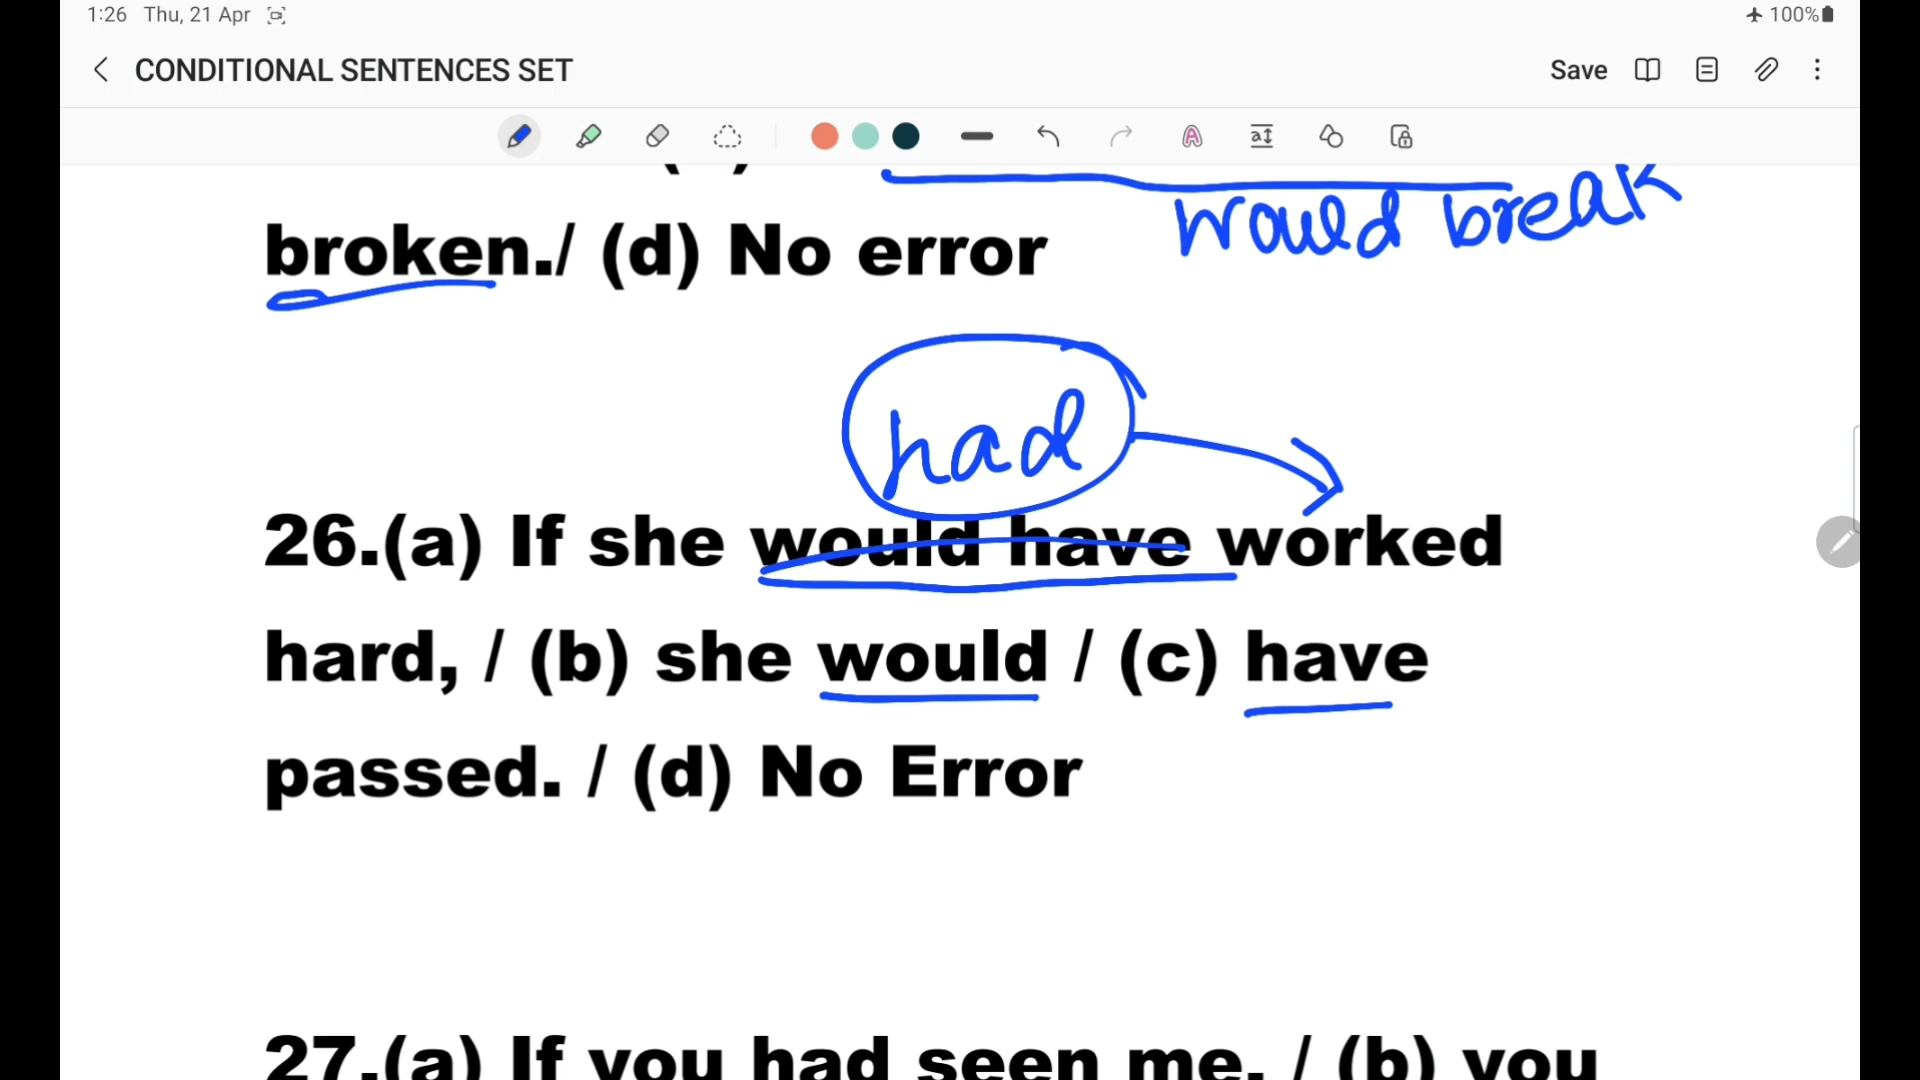 1:26 Thu, 21 Apr 100%
CONDITIONAL SENTENCES SET Save
would break
broken./ (d) No error
had
26.(a) If she would have worked
hard, / (b) she would / (c) have
passed. / (d) No Error
27.(a) If you had seen me, / (b) you